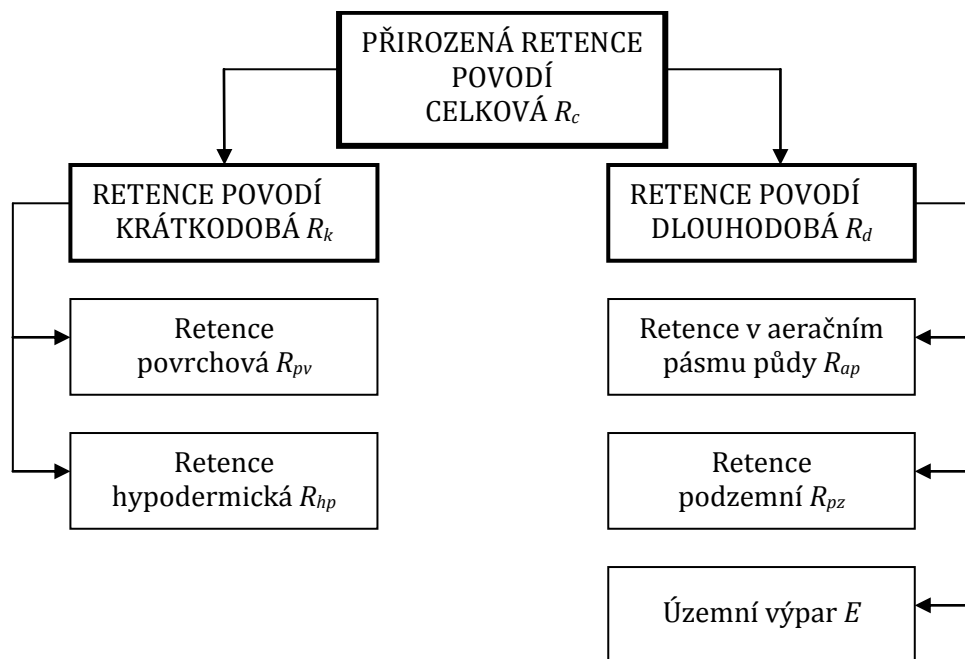 PŘIROZENÁ RETENCE
POVODÍ
CELKOVÁ Rc
RETENCE POVODÍ
KRÁTKODOBÁ Rk
Retence
povrchová Rpv
Retence
hypodermická Rhp
RETENCE POVODÍ
DLOUHODOBÁ Rd
Retence v aeračním
pásmu půdy Rap
Retence
podzemní Rpz
Územní výpar E